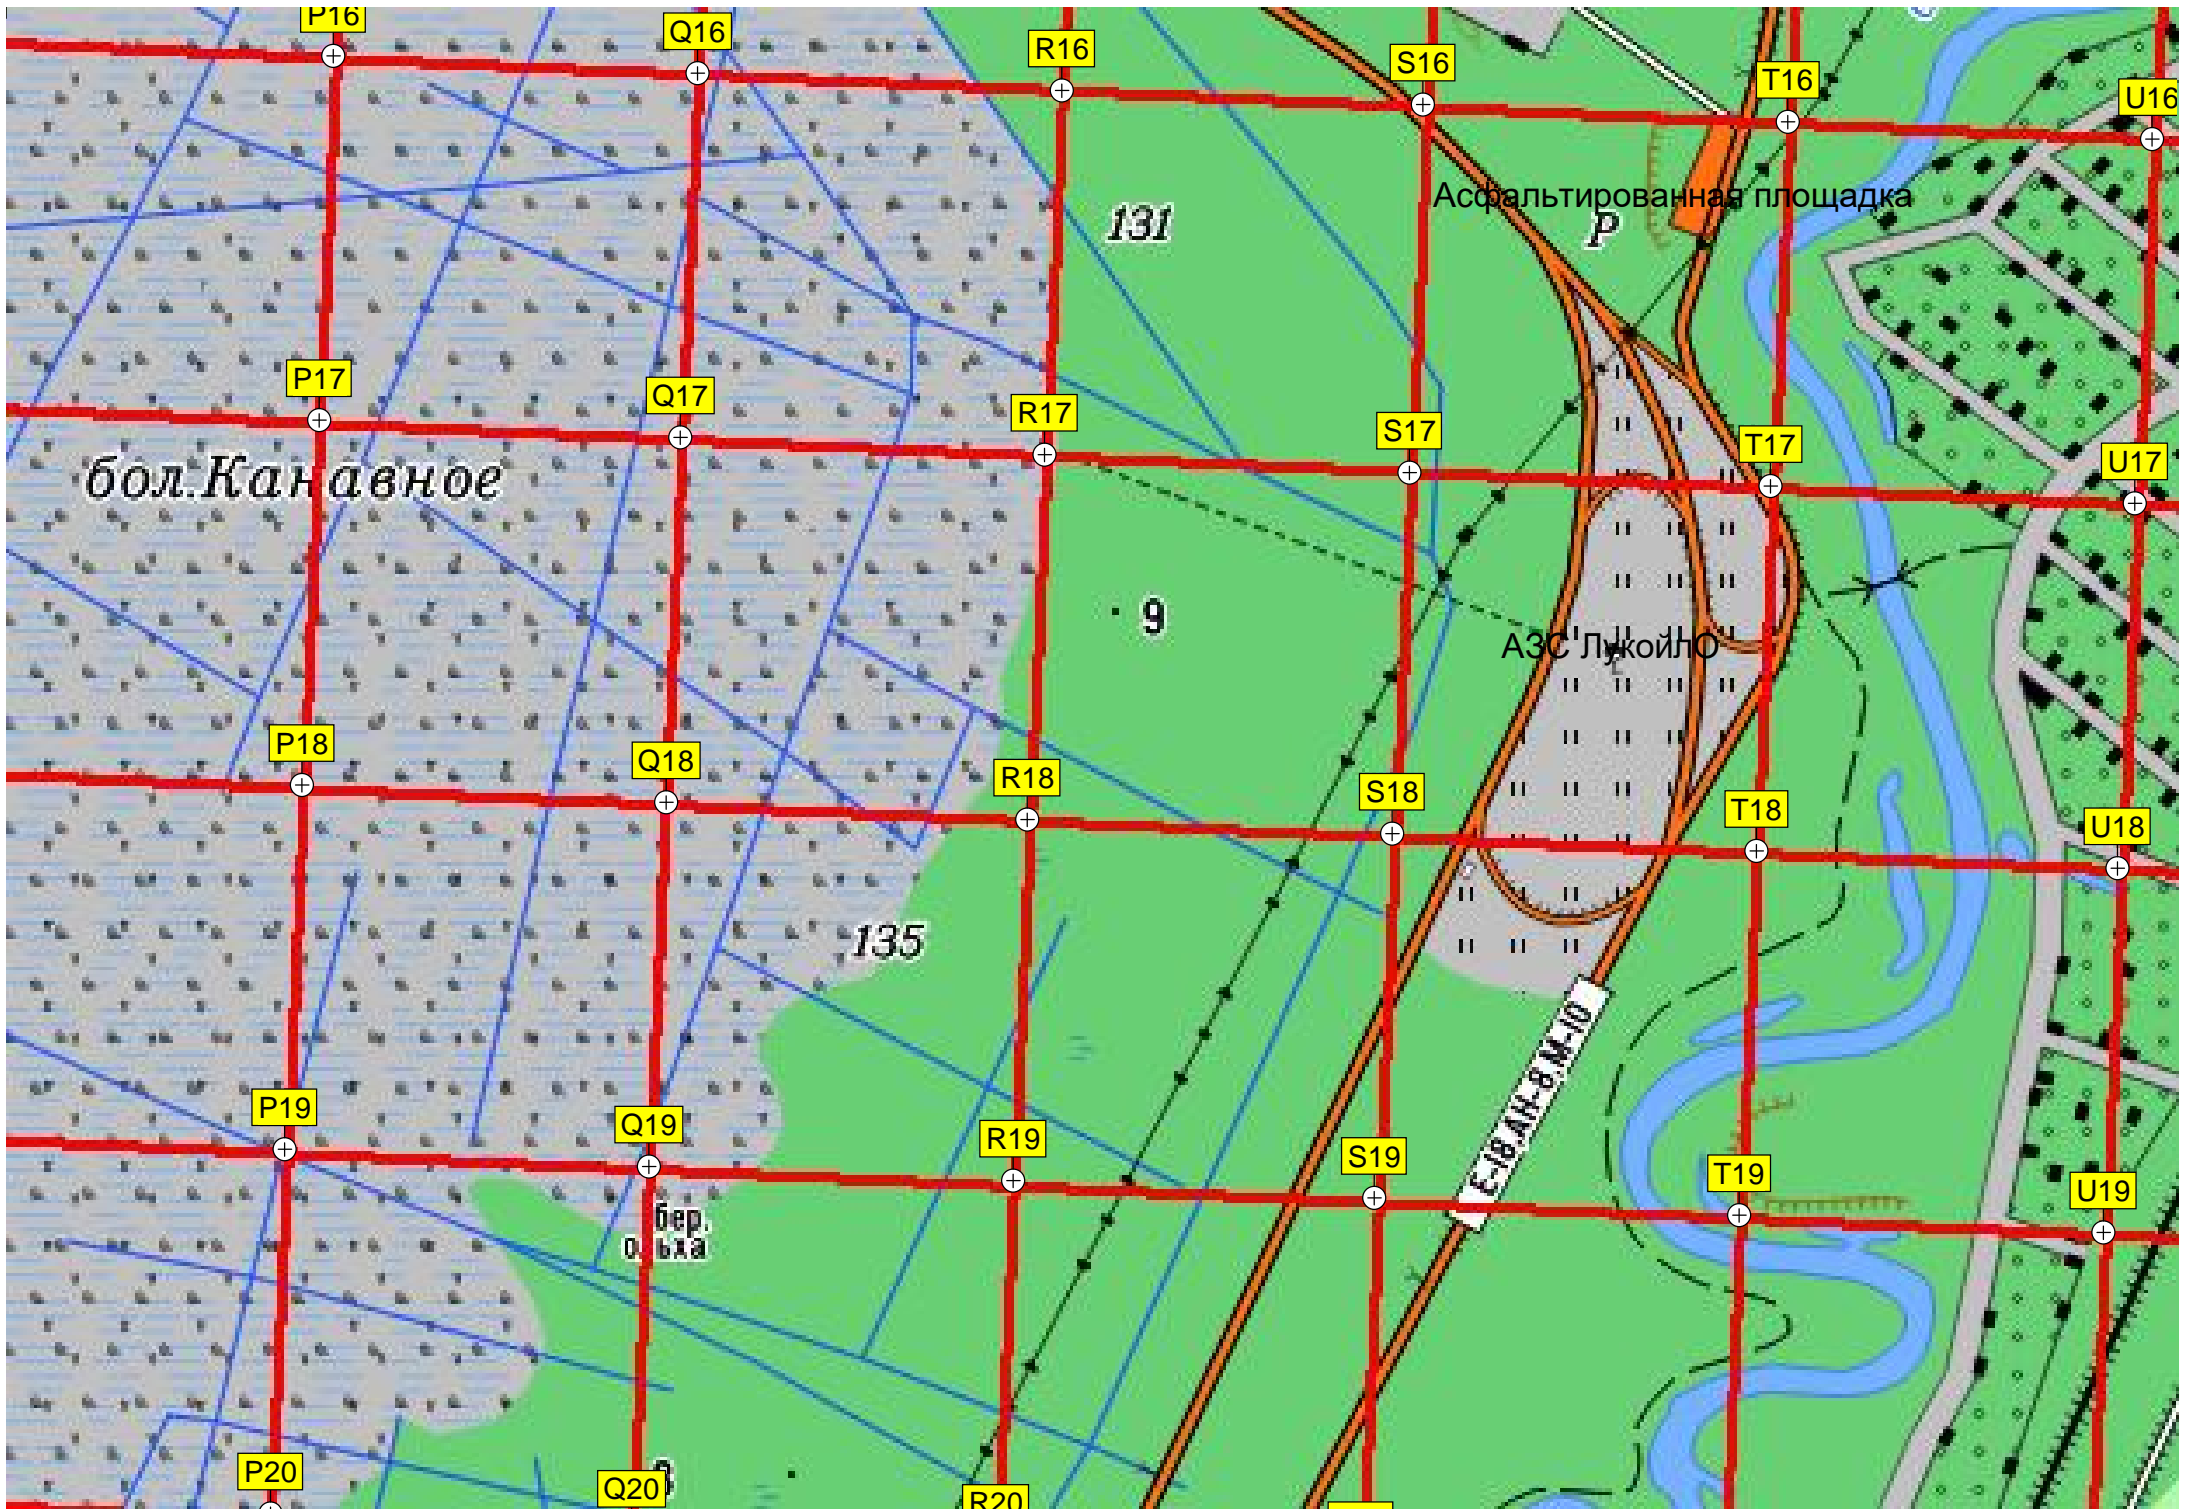 P16
Q16
R16
S16
T16
U16
131
Асфальтированная площадка
Р
P17
Q17
R17
S17
T17
U17
бол.Канавное
9
АЗС ЛукойлО
P18
Q18
R18
S18
T18
U18
135
E-18,AH-8,M-10
P19
Q19
R19
S19
T19
U19
бер.
ольха
P20
Q20
R20